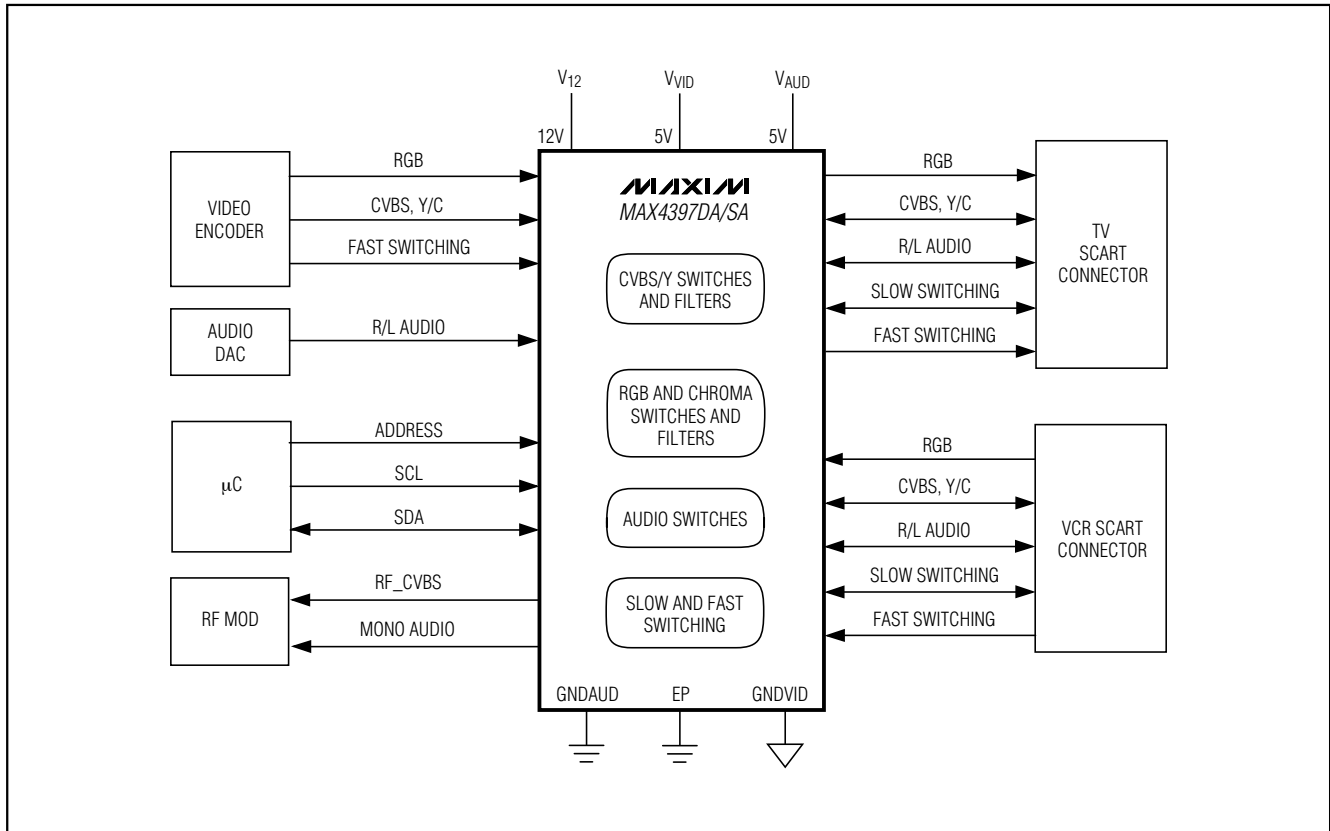 V12
VVID
VAUD
12V
5V
5V
VIDEO
ENCODER
RGB
CVBS, Y/C
FAST SWITCHING
AUDIO
DAC
R/L AUDIO
μC
ADDRESS
SCL
SDA
RF MOD
RF_CVBS
MONO AUDIO
MAXIM
MAX4397DA/SA
CVBS/Y SWITCHES
AND FILTERS
RGB AND CHROMA
SWITCHES AND
FILTERS
AUDIO SWITCHES
SLOW AND FAST
SWITCHING
GNDAUD
EP
GNDVID
RGB
CVBS, Y/C
R/L AUDIO
SLOW SWITCHING
FAST SWITCHING
TV
SCART
CONNECTOR
RGB
CVBS, Y/C
R/L AUDIO
SLOW SWITCHING
FAST SWITCHING
VCR SCART
CONNECTOR